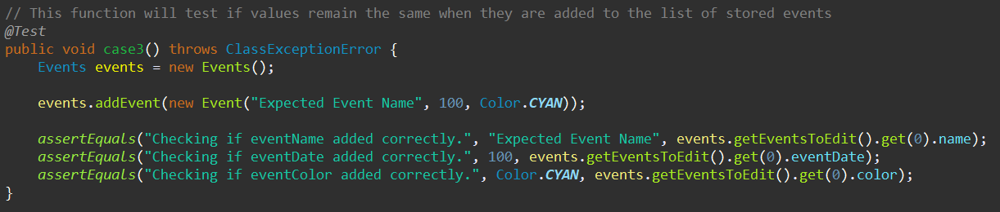 // This function will test if values remain the same when they are added to the list of stored events
@Test
public void case3() throws ClassExceptionError {
    Events events = new Events();

    events.addEvent(new Event("Expected Event Name", 100, Color.CYAN));

    assertEquals("Checking if eventName added correctly.", "Expected Event Name", events.getEventsToEdit().get(0).name);
    assertEquals("Checking if eventDate added correctly.", 100, events.getEventsToEdit().get(0).eventDate);
    assertEquals("Checking if eventColor added correctly.", Color.CYAN, events.getEventsToEdit().get(0).color);
}